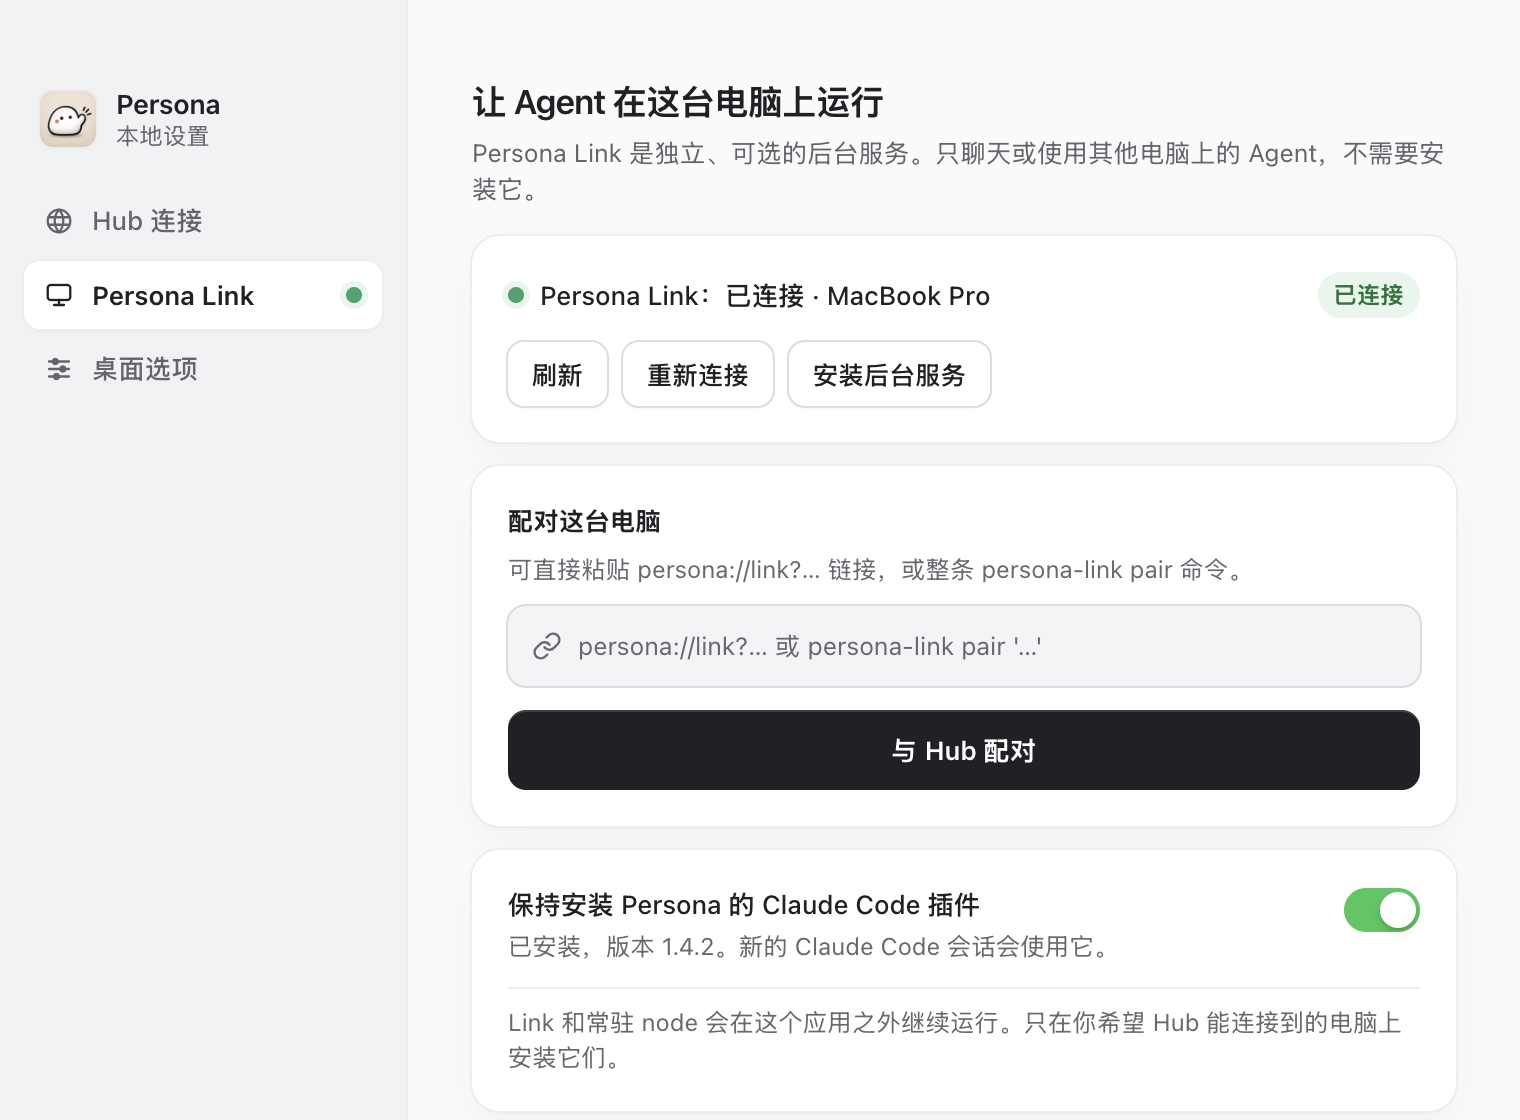 Persona
本地设置
Hub 连接
Persona Link
桌面选项
让 Agent 在这台电脑上运行
Persona Link 是独立、可选的后台服务。只聊天或使用其他电脑上的 Agent，不需要安
装它。
Persona Link：已连接 · MacBook Pro
已连接
刷新
重新连接
安装后台服务
配对这台电脑
可直接粘贴 persona://link?... 链接，或整条 persona-link pair 命令。
persona://link?... 或 persona-link pair '...'
与 Hub 配对
保持安装 Persona 的 Claude Code 插件
已安装，版本 1.4.2。新的 Claude Code 会话会使用它。
Link 和常驻 node 会在这个应用之外继续运行。只在你希望 Hub 能连接到的电脑上
安装它们。